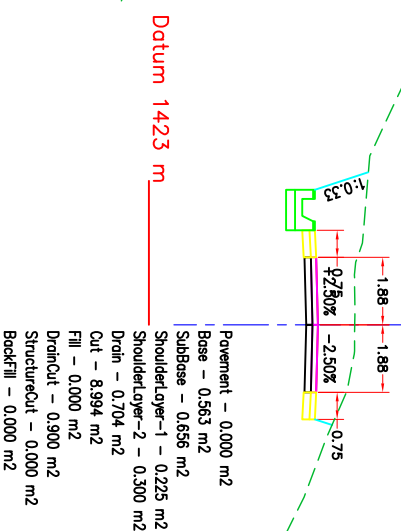 1:0.33
1.88
1.88
0.75
0.75
+2.50%
-2.50%
Datum 1423 m
Pavement - 0.000 m2
Base - 0.563 m2
SubBase - 0.656 m2
ShoulderLayer-1 - 0.225 m2
ShoulderLayer-2 - 0.300 m2
Drain - 0.704 m2
Cut - 8.994 m2
Fill - 0.000 m2
DrainCut - 0.900 m2
StructureCut - 0.000 m2
BackFill - 0.000 m2